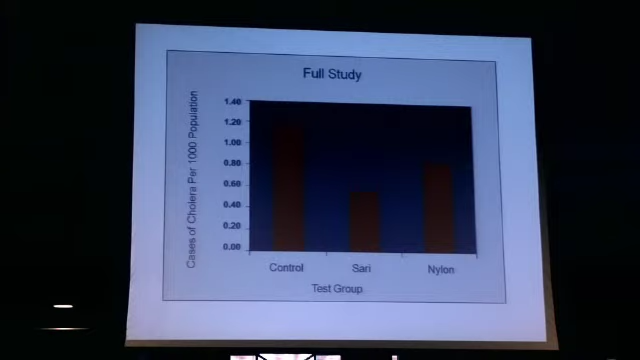 Full Study
Cases of Cholera Per 1000 Population
1.40
1.20
1.00
0.80
0.60
0.40
0.20
0.00
Control Sari Nylon
Test Group